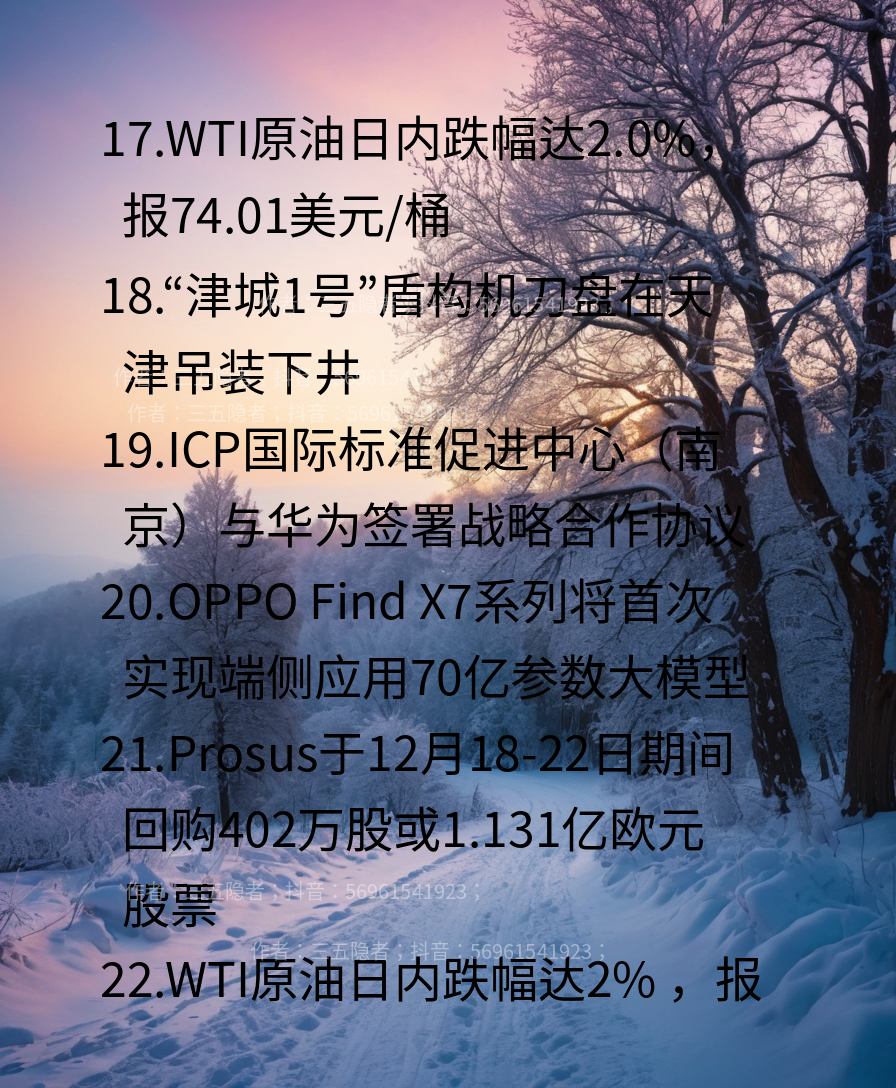 17.WTI原油日内跌幅达2.0%，
报74.01美元/桶
18.“津城1号”盾构机刀盘在天
津吊装下井
作者：三五隐者；抖音：56961541923；
19.ICP国际标准促进中心（南
京）与华为签署战略合作协议
20.OPPO Find X7系列将首次
实现端侧应用70亿参数大模型
21.Prosus于12月18-22日期间
回购402万股或1.131亿欧元
作者：三五隐者；抖音：56961541923；
股票
作者：三五隐者；抖音：56961541923；
22.WTI原油日内跌幅达2% ，报